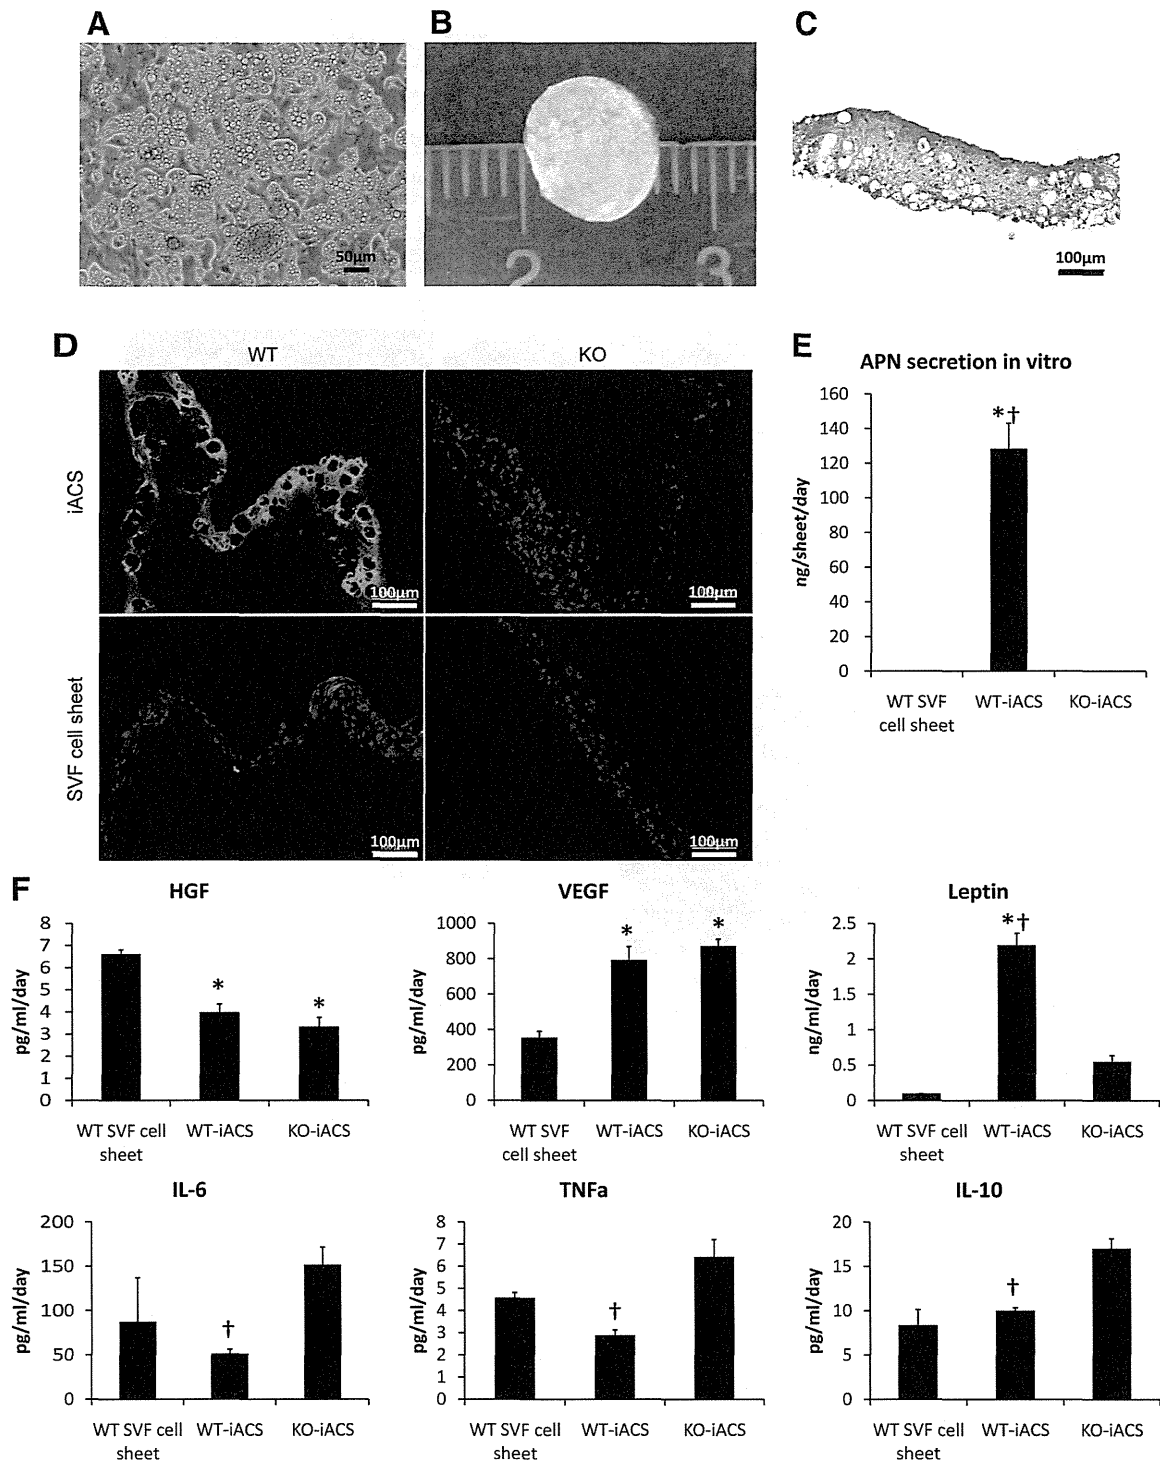 A
B
C
50μm
2
3
100μm
D
WT
KO
iACS
100μm
100μm
SVF cell sheet
100μm
100μm
E
APN secretion in vitro
ng/sheet/day
160
140
120
100
80
60
40
20
0
*†
WT SVF
cell sheet
WT-iACS
KO-iACS
F
HGF
pg/ml/day
8
7
6
5
4
3
2
1
0
*
*
WT SVF cell
sheet
WT-iACS
KO-iACS
VEGF
pg/ml/day
1000
800
600
400
200
0
*
*
WT SVF
cell sheet
WT-iACS
KO-iACS
Leptin
ng/ml/day
2.5
2
1.5
1
0.5
0
*†
WT SVF cell
sheet
WT-iACS
KO-iACS
IL-6
pg/ml/day
200
150
100
50
0
†
WT SVF cell
sheet
WT-iACS
KO-iACS
TNFa
pg/ml/day
8
7
6
5
4
3
2
1
0
†
WT SVF cell
sheet
WT-iACS
KO-iACS
IL-10
pg/ml/day
20
15
10
5
0
†
WT SVF cell
sheet
WT-iACS
KO-iACS